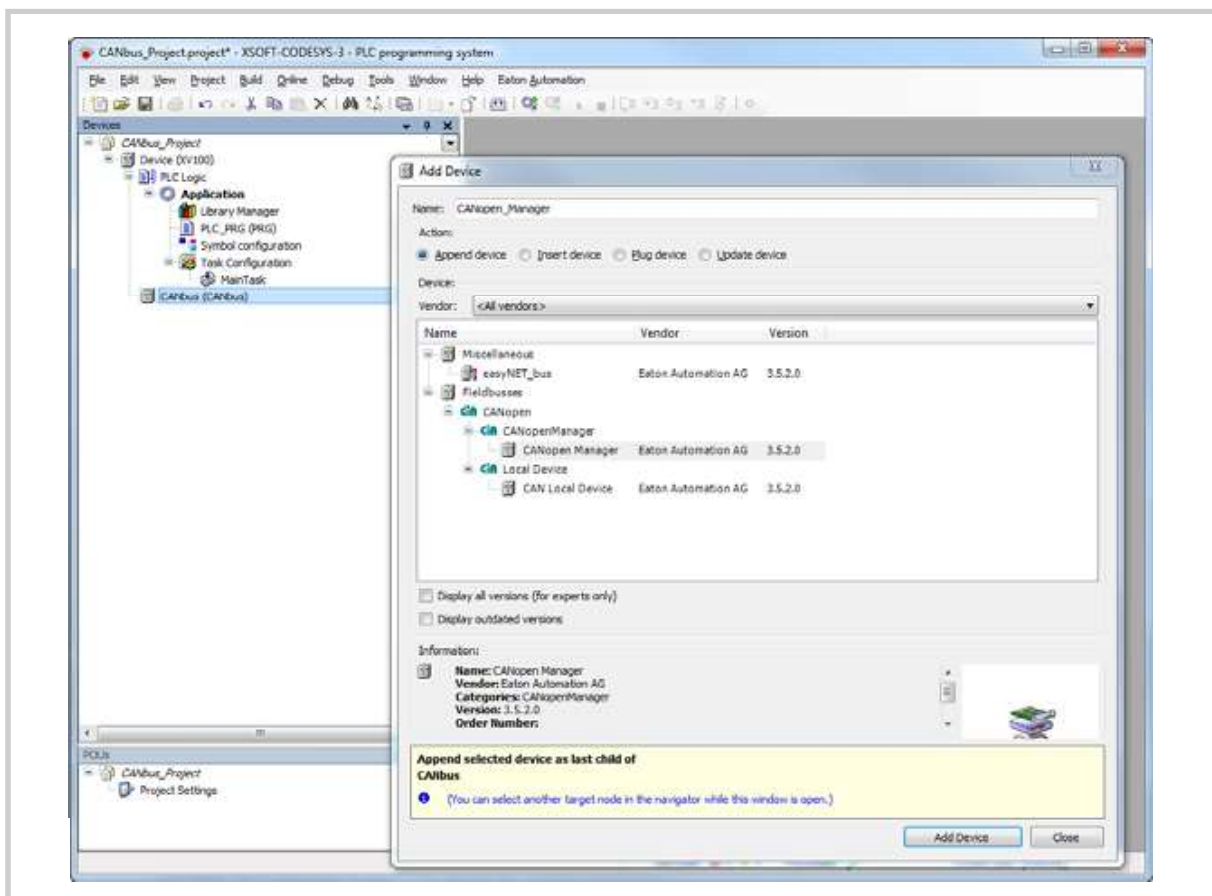 CANbus_Project.project* - XSOFT-CODESYS-3 - PLC programming system
File Edit View Project Build Online Debug Tools Window Help Eaton Automation
Devices
CANbus_Project
Device (XV100)
PLC Logic
Application
Library Manager
PLC_PRG (PRG)
Symbol configuration
Task Configuration
MainTask
CANbus (CANbus)
POUs
CANbus_Project
Project Settings
Add Device
Name: CANopen_Manager
Action:
Append device Insert device Plug device Update device
Device:
Vendor: <All vendors>
Name Vendor Version
Miscellaneous
easyNET_bus Eaton Automation AG 3.5.2.0
Fieldbusses
CiA CANopen
CiA CANopenManager
CANopen Manager Eaton Automation AG 3.5.2.0
CiA Local Device
CAN Local Device Eaton Automation AG 3.5.2.0
Display all versions (for experts only)
Display outdated versions
Information:
Name: CANopen Manager
Vendor: Eaton Automation AG
Categories: CANopenManager
Version: 3.5.2.0
Order Number:
Append selected device as last child of
CANbus
(You can select another target node in the navigator while this window is open.)
Add Device Close